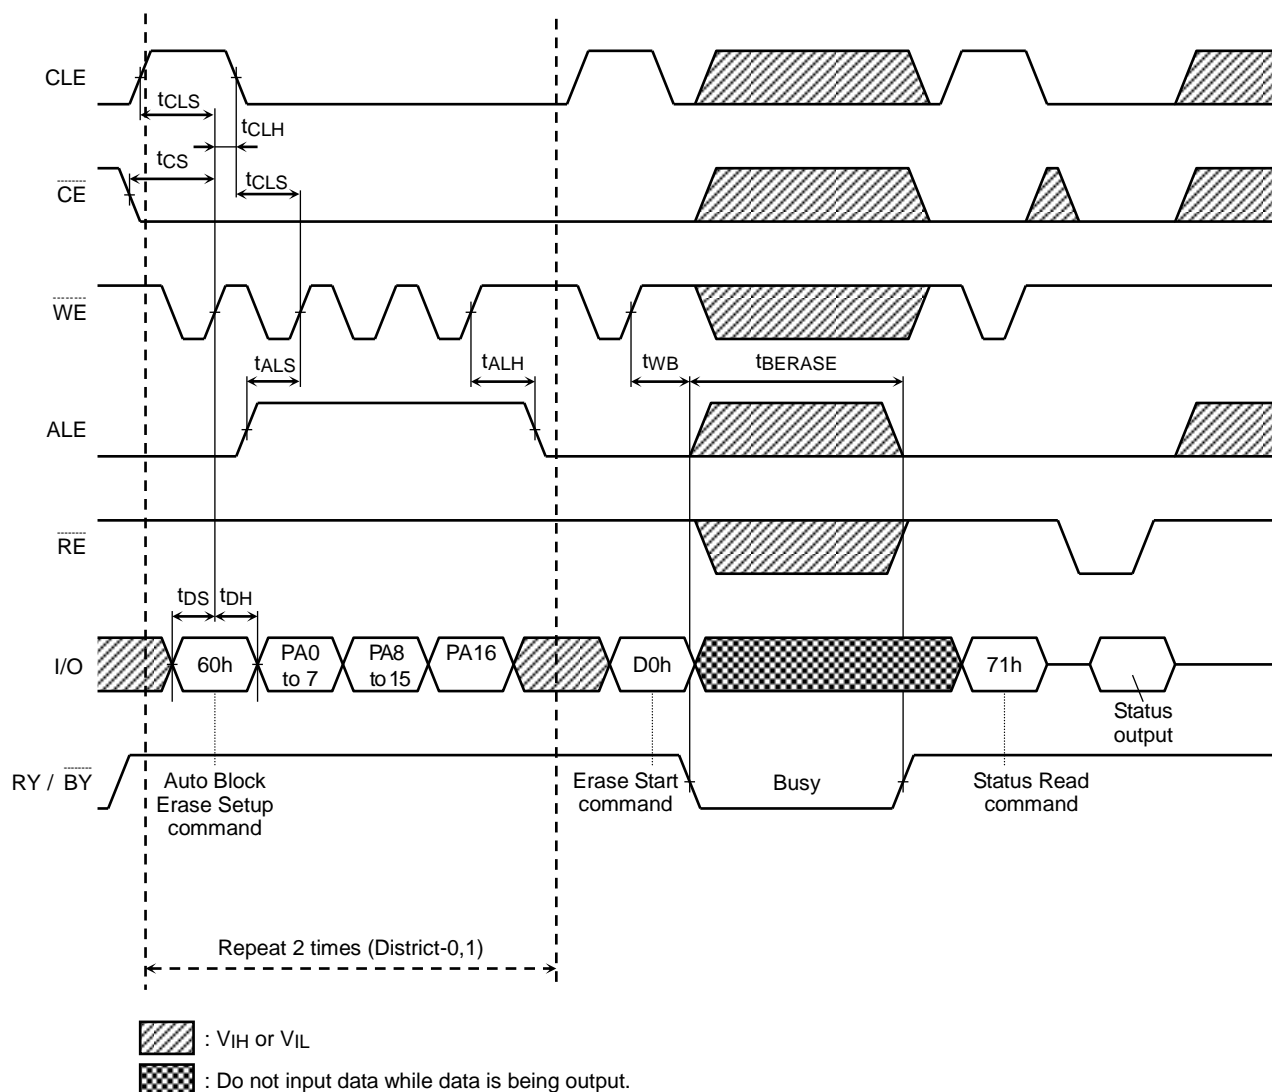 CLE
tCLS
tCLH
tCS
tCLS
CE
WE
tALS
tALH
tWB
tBERASE
ALE
RE
tDS
tDH
I/O
60h
PA0
to 7
PA8
to 15
PA16
D0h
71h
Status
output
RY / BY
Auto Block
Erase Setup
command
Erase Start
command
Busy
Status Read
command
Repeat 2 times (District-0,1)
: VIH or VIL
: Do not input data while data is being output.